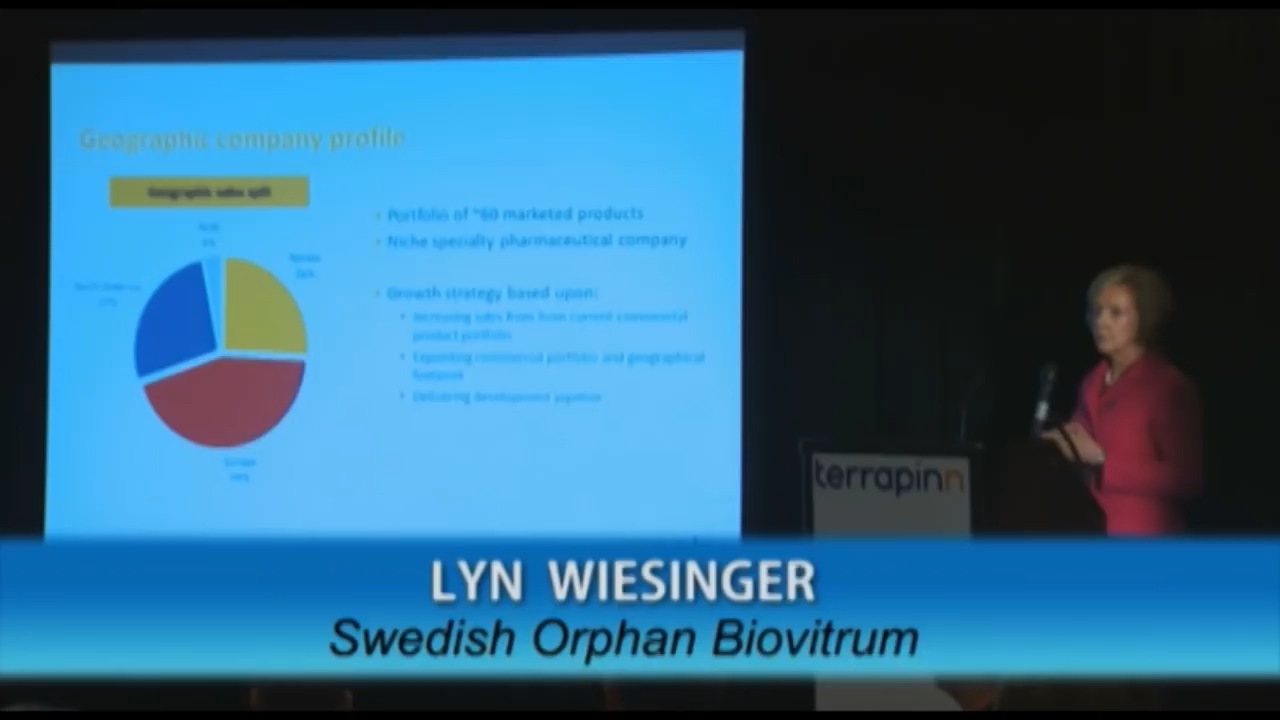 Geographic company profile
Geographic sales split
Portfolio of ~60 marketed products
Niche specialty pharmaceutical company
Growth strategy based upon:
Increasing sales from from current commercial
product portfolio
Expanding commercial portfolio and geographical
footprint
Delivering development pipeline
Europe
terrapinn
LYN WIESINGER
Swedish Orphan Biovitrum